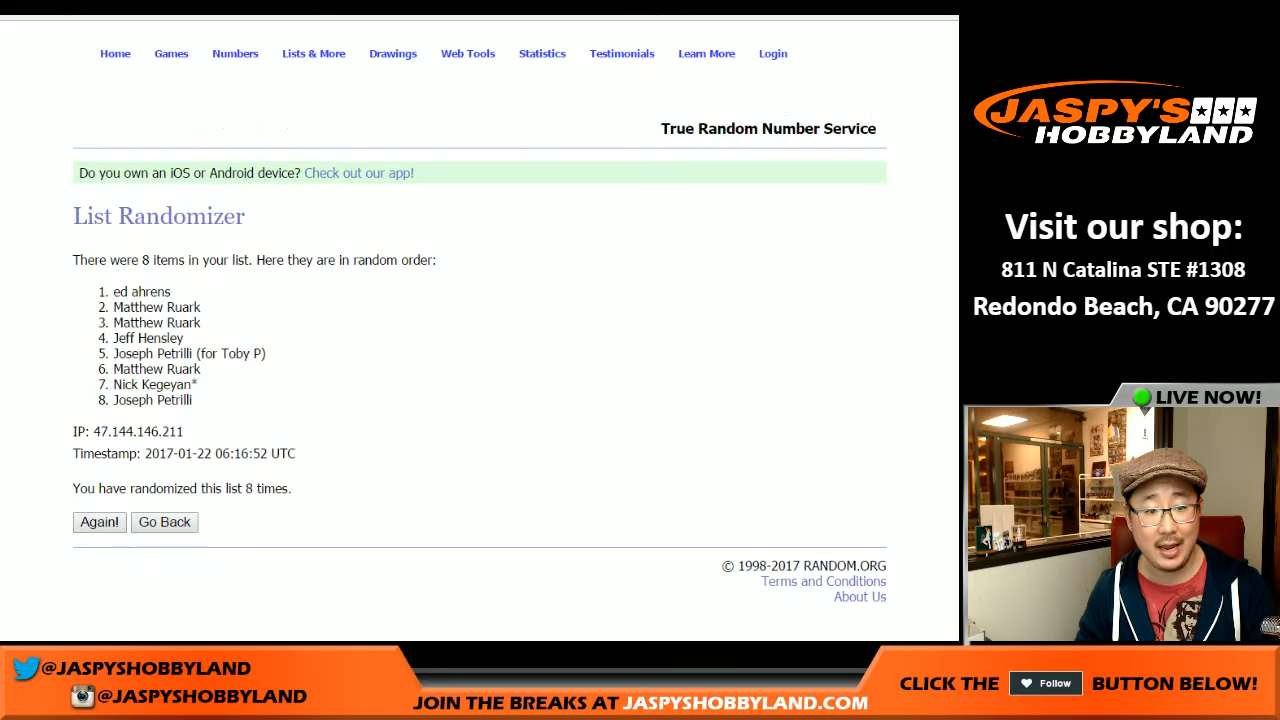 Home Games Numbers Lists & More Drawings Web Tools Statistics Testimonials Learn More Login
True Random Number Service
Do you own an iOS or Android device? Check out our app!
List Randomizer
There were 8 items in your list. Here they are in random order:
1. ed ahrens
2. Matthew Ruark
3. Matthew Ruark
4. Jeff Hensley
5. Joseph Petrilli (for Toby P)
6. Matthew Ruark
7. Nick Kegeyan*
8. Joseph Petrilli
IP: 47.144.146.211
Timestamp: 2017-01-22 06:16:52 UTC
You have randomized this list 8 times.
Again! Go Back
© 1998-2017 RANDOM.ORG
Terms and Conditions
About Us
JASPY'S
HOBBYLAND
Visit our shop:
811 N Catalina STE #1308
Redondo Beach, CA 90277
LIVE NOW!
@JASPYSHOBBYLAND
@JASPYSHOBBYLAND
JOIN THE BREAKS AT JASPYSHOBBYLAND.COM
CLICK THE Follow BUTTON BELOW!